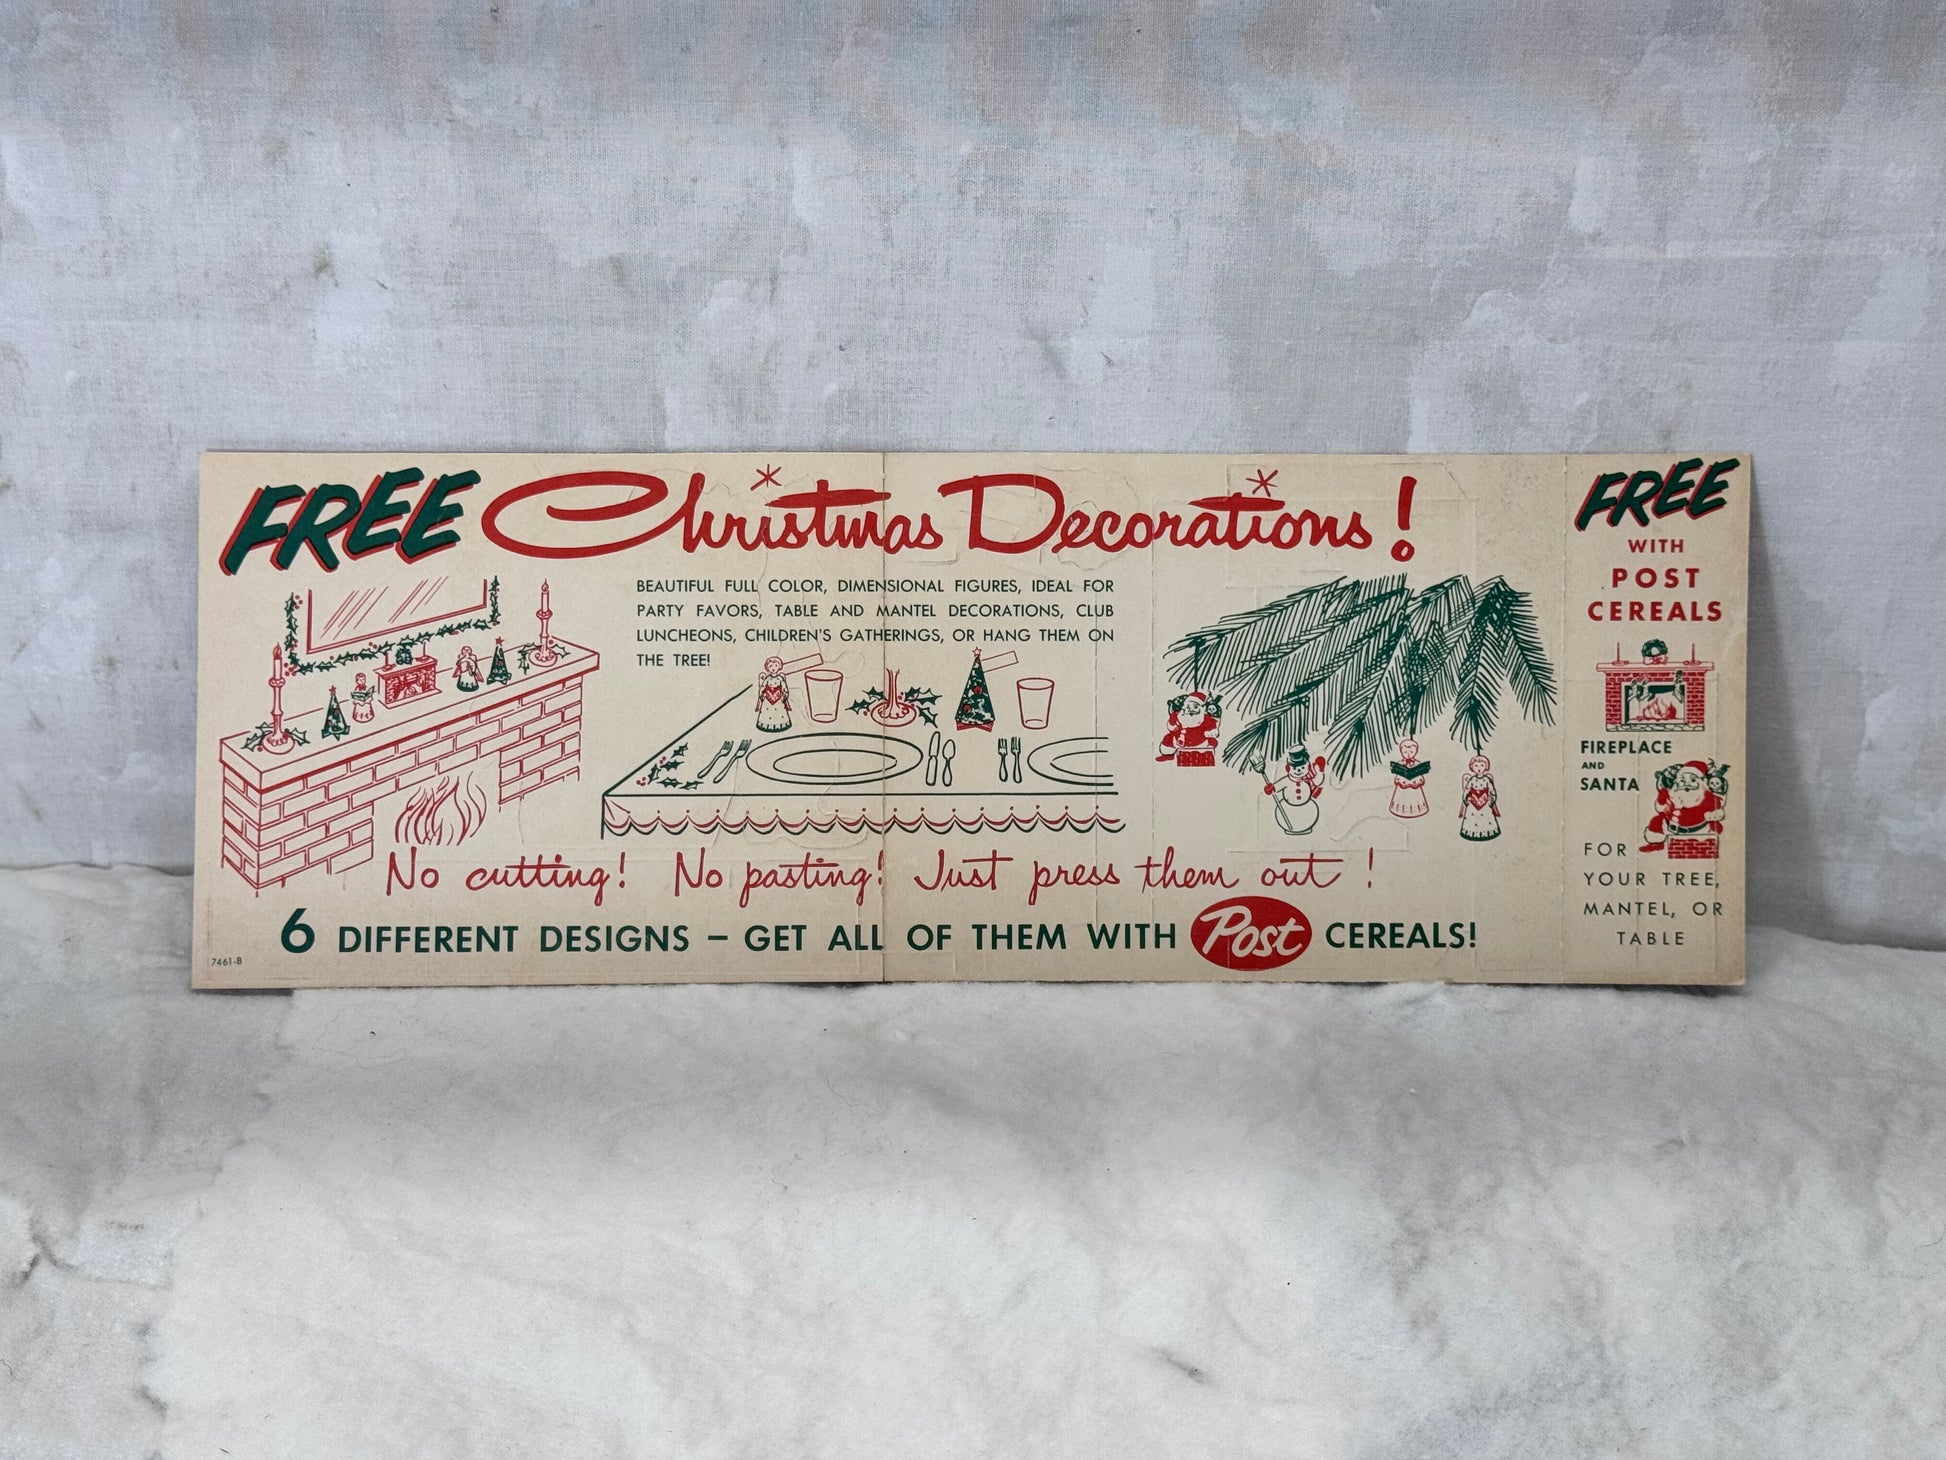 FREE Christmas Decorations!
BEAUTIFUL FULL COLOR, DIMENSIONAL FIGURES, IDEAL FOR
PARTY FAVORS, TABLE AND MANTEL DECORATIONS, CLUB
LUNCHEONS, CHILDREN'S GATHERINGS, OR HANG THEM ON
THE TREE!
No cutting! No pasting! Just press them out!
6 DIFFERENT DESIGNS – GET ALL OF THEM WITH Post CEREALS!
7461-B
FREE
WITH
POST
CEREALS
FIREPLACE
AND
SANTA
FOR
YOUR TREE,
MANTEL, OR
TABLE